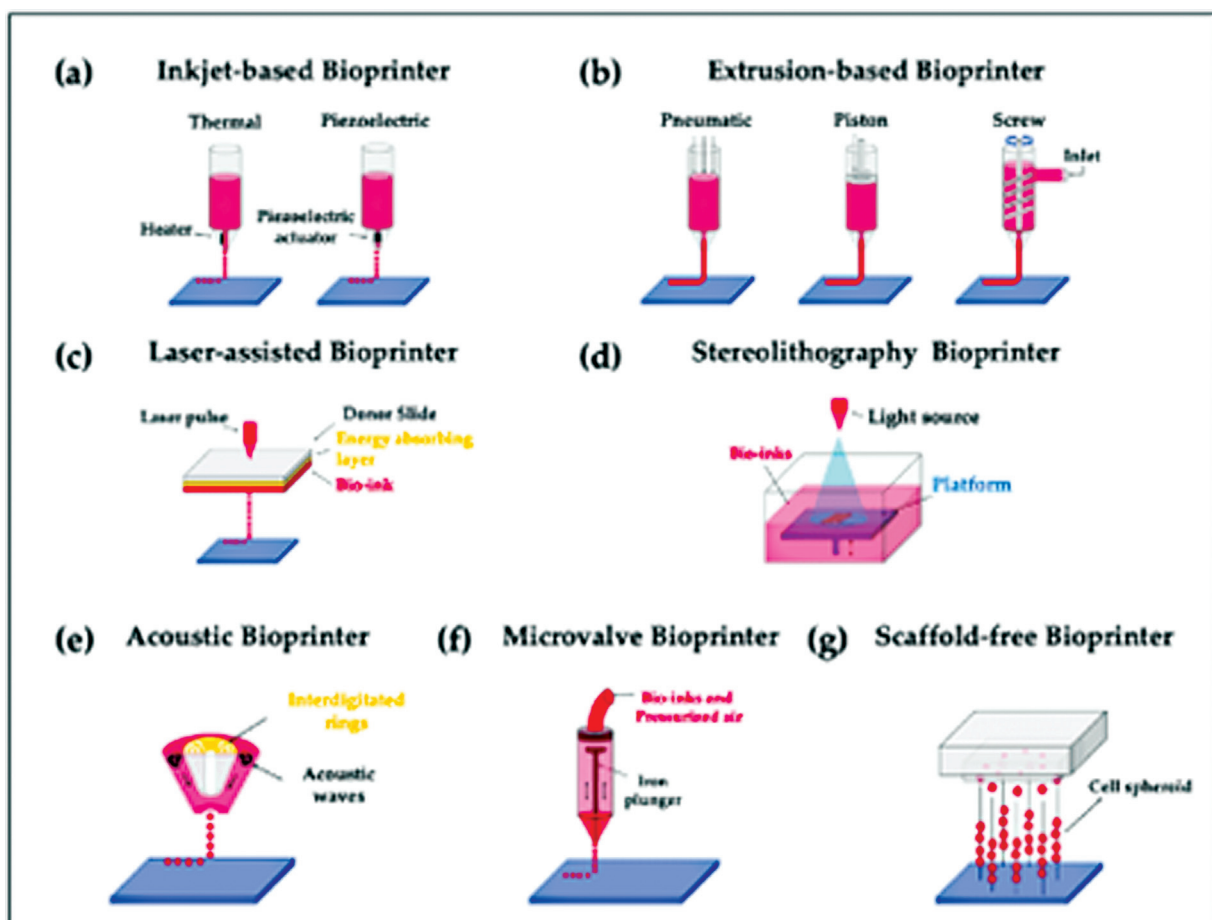 (a) Inkjet-based Bioprinter
Thermal
Piezoelectric
Heater
Piezoelectric
actuator
(b) Extrusion-based Bioprinter
Pneumatic
Piston
Screw
Inlet
(c) Laser-assisted Bioprinter
Laser pulse
Donor Slide
Energy absorbing
layer
Bio-ink
(d) Stereolithography Bioprinter
Light source
Bio-inks
Platform
(e) Acoustic Bioprinter
Interdigitated
rings
Acoustic
waves
(f) Microvalve Bioprinter
Bio-inks and
Pressurized air
Iron
plunger
(g) Scaffold-free Bioprinter
Cell spheroid